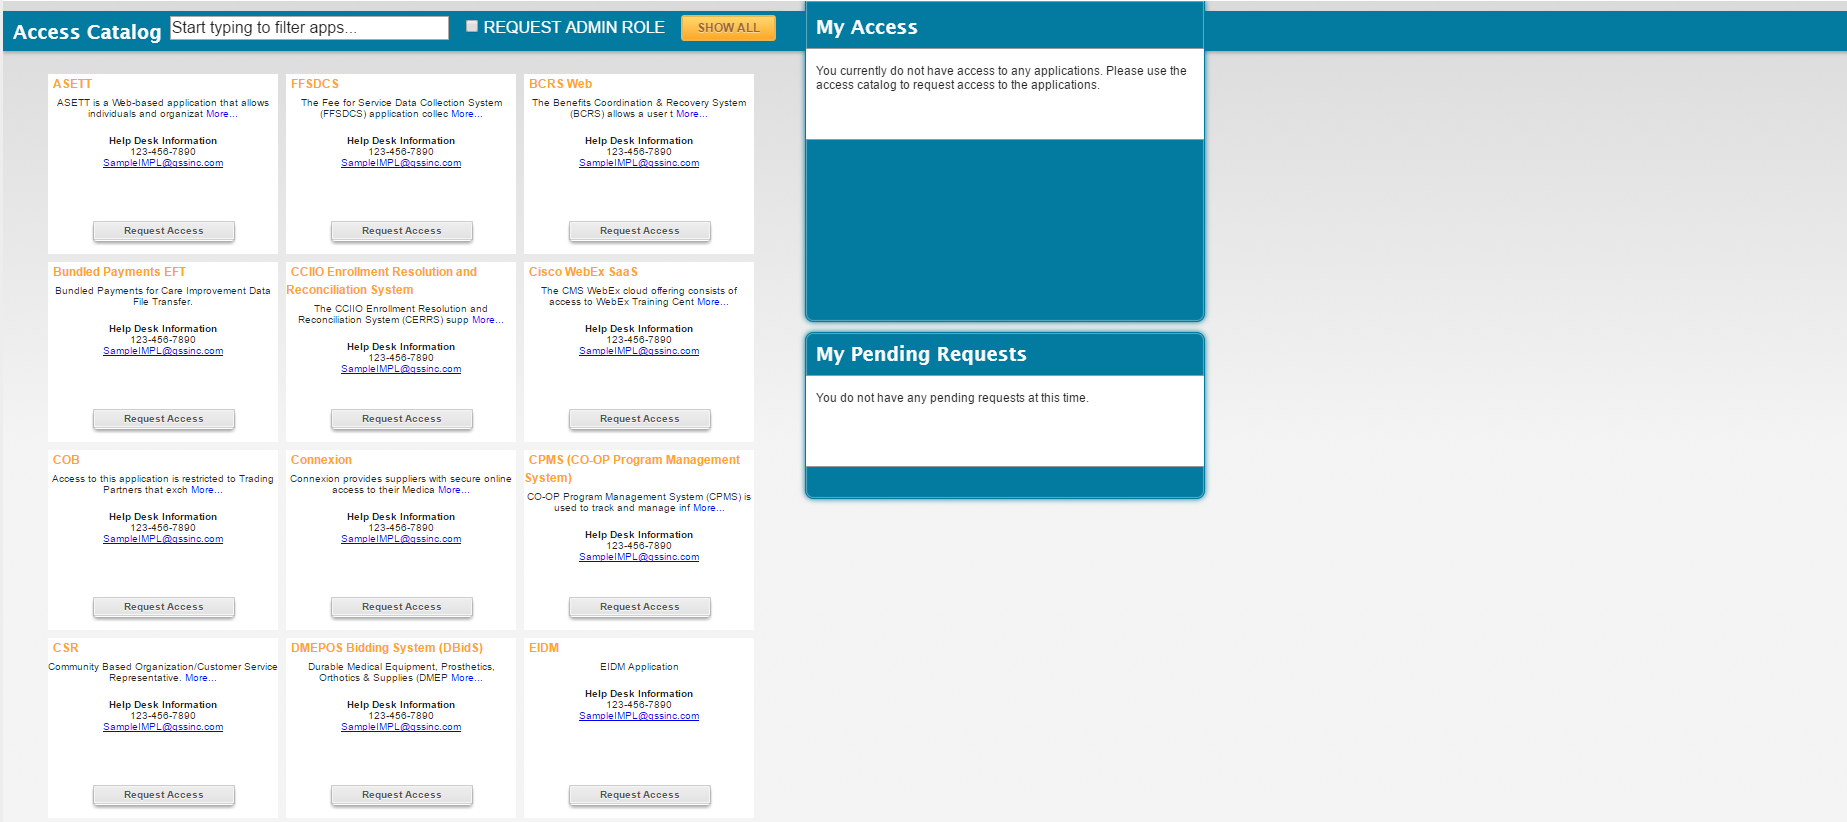 Access Catalog
Start typing to filter apps...
REQUEST ADMIN ROLE
SHOW ALL
ASETT
ASETT is a Web-based application that allows
individuals and organizat More...
Help Desk Information
123-456-7890
SampleIMPL@qssinc.com
Request Access
FFSDCS
The Fee for Service Data Collection System
(FFSDCS) application collec More...
Help Desk Information
123-456-7890
SampleIMPL@qssinc.com
Request Access
BCRS Web
The Benefits Coordination & Recovery System
(BCRS) allows a user t More...
Help Desk Information
123-456-7890
SampleIMPL@qssinc.com
Request Access
Bundled Payments EFT
Bundled Payments for Care Improvement Data
File Transfer.
Help Desk Information
123-456-7890
SampleIMPL@qssinc.com
Request Access
CCIIO Enrollment Resolution and
Reconciliation System
The CCIIO Enrollment Resolution and
Reconciliation System (CERRS) supp More...
Help Desk Information
123-456-7890
SampleIMPL@qssinc.com
Request Access
Cisco WebEx SaaS
The CMS WebEx cloud offering consists of
access to WebEx Training Cent More...
Help Desk Information
123-456-7890
SampleIMPL@qssinc.com
Request Access
COB
Access to this application is restricted to Trading
Partners that exch More...
Help Desk Information
123-456-7890
SampleIMPL@qssinc.com
Request Access
Connexion
Connexion provides suppliers with secure online
access to their Medica More...
Help Desk Information
123-456-7890
SampleIMPL@qssinc.com
Request Access
CPMS (CO-OP Program Management
System)
CO-OP Program Management System (CPMS) is
used to track and manage inf More...
Help Desk Information
123-456-7890
SampleIMPL@qssinc.com
Request Access
CSR
Community Based Organization/Customer Service
Representative. More...
Help Desk Information
123-456-7890
SampleIMPL@qssinc.com
Request Access
DMEPOS Bidding System (DBidS)
Durable Medical Equipment, Prosthetics,
Orthotics & Supplies (DMEP More...
Help Desk Information
123-456-7890
SampleIMPL@qssinc.com
Request Access
EIDM
EIDM Application
Help Desk Information
123-456-7890
SampleIMPL@qssinc.com
Request Access
My Access
You currently do not have access to any applications. Please use the
access catalog to request access to the applications.
My Pending Requests
You do not have any pending requests at this time.